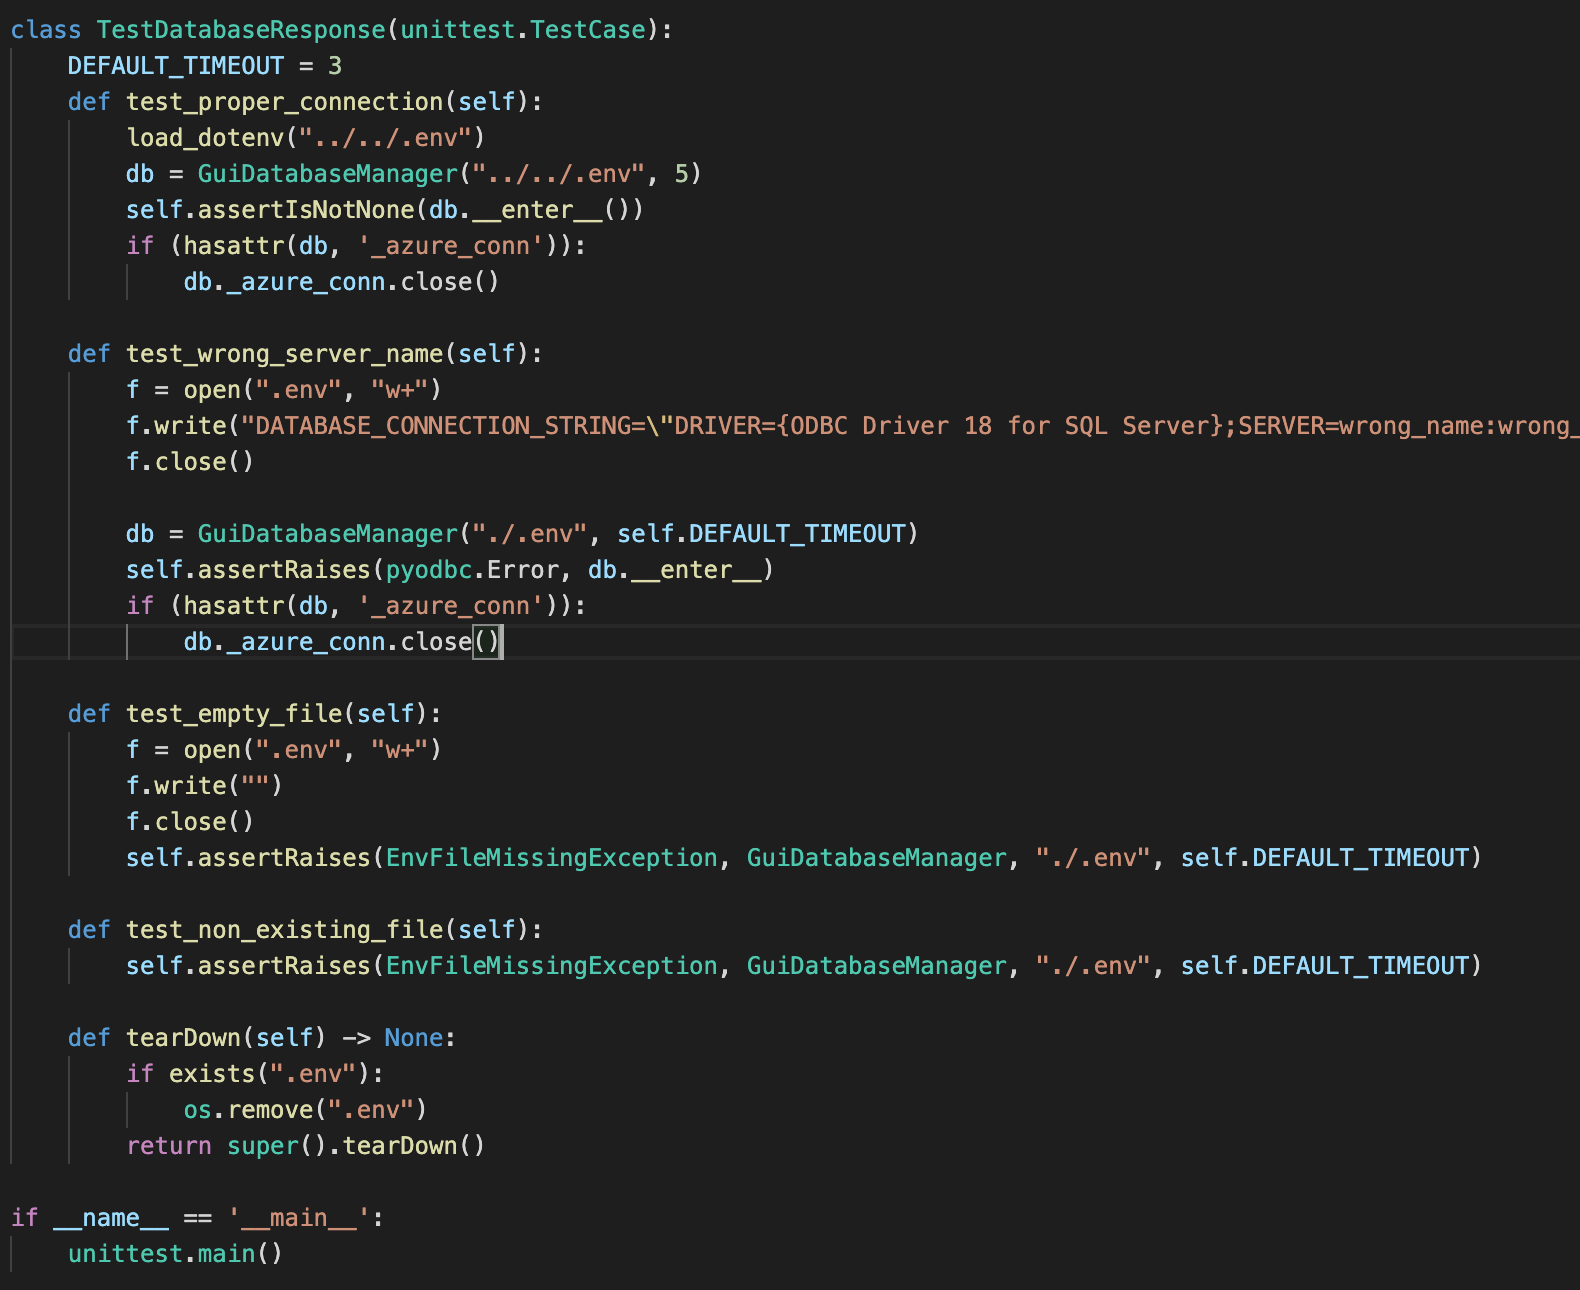 class TestDatabaseResponse(unittest.TestCase):
    DEFAULT_TIMEOUT = 3
    def test_proper_connection(self):
        load_dotenv("../../.env")
        db = GuiDatabaseManager("../../.env", 5)
        self.assertIsNotNone(db.__enter__())
        if (hasattr(db, '_azure_conn')):
            db._azure_conn.close()

    def test_wrong_server_name(self):
        f = open(".env", "w+")
        f.write("DATABASE_CONNECTION_STRING=\"DRIVER={ODBC Driver 18 for SQL Server};SERVER=wrong_name:wrong_
        f.close()

        db = GuiDatabaseManager("./.env", self.DEFAULT_TIMEOUT)
        self.assertRaises(pyodbc.Error, db.__enter__)
        if (hasattr(db, '_azure_conn')):
            db._azure_conn.close()

    def test_empty_file(self):
        f = open(".env", "w+")
        f.write("")
        f.close()
        self.assertRaises(EnvFileMissingException, GuiDatabaseManager, "./.env", self.DEFAULT_TIMEOUT)

    def test_non_existing_file(self):
        self.assertRaises(EnvFileMissingException, GuiDatabaseManager, "./.env", self.DEFAULT_TIMEOUT)

    def tearDown(self) -> None:
        if exists(".env"):
            os.remove(".env")
        return super().tearDown()

if __name__ == '__main__':
    unittest.main()